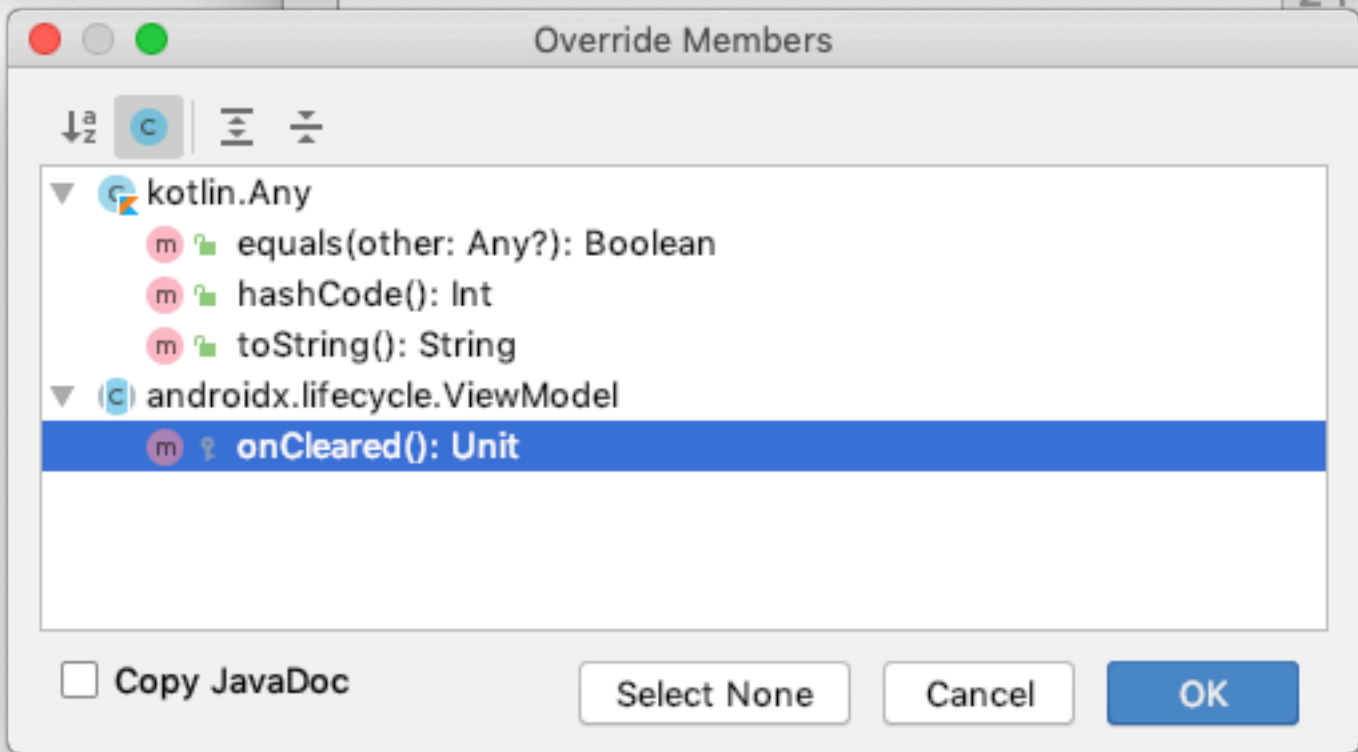 Override Members
kotlin.Any
equals(other: Any?): Boolean
hashCode(): Int
toString(): String
androidx.lifecycle.ViewModel
onCleared(): Unit
Copy JavaDoc
Select None
Cancel
OK